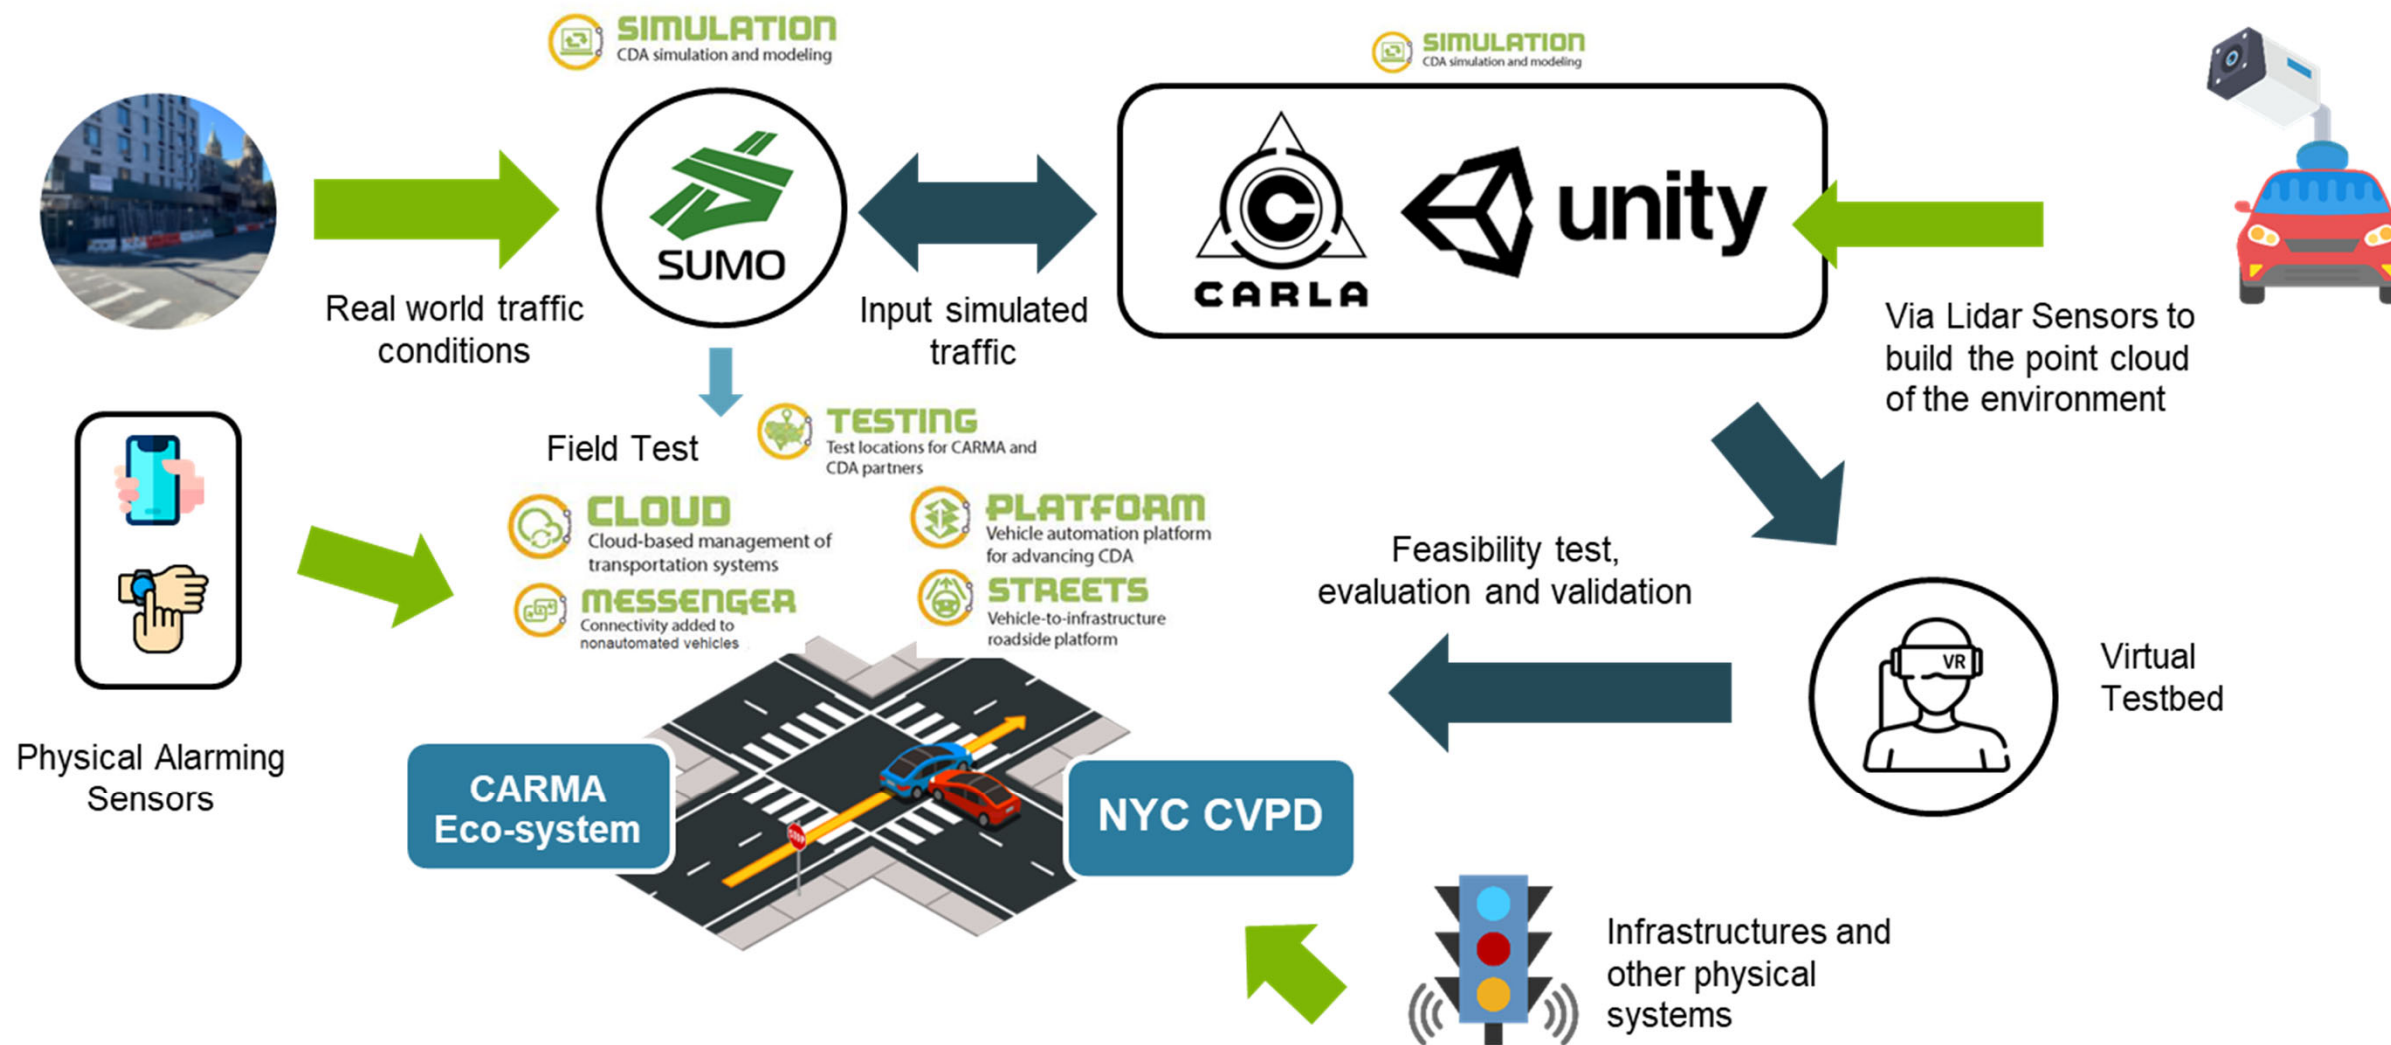 SIMULATION
CDA simulation and modeling
SIMULATION
CDA simulation and modeling
SUMO
CARLA
unity
Real world traffic
conditions
Input simulated
traffic
Via Lidar Sensors to
build the point cloud
of the environment
Field Test
TESTING
Test locations for CARMA and
CDA partners
CLOUD
Cloud-based management of
transportation systems
PLATFORM
Vehicle automation platform
for advancing CDA
MESSENGER
Connectivity added to
nonautomated vehicles
STREETS
Vehicle-to-infrastructure
roadside platform
Feasibility test,
evaluation and validation
VR
Virtual
Testbed
Physical Alarming
Sensors
CARMA
Eco-system
STOP
NYC CVPD
Infrastructures and
other physical
systems